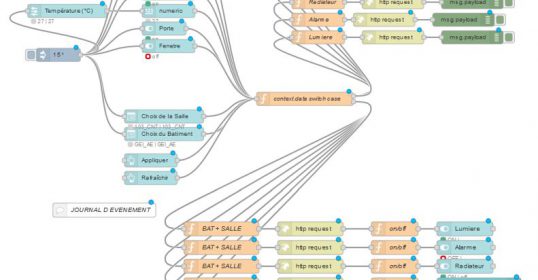 Radiateur http request msg.payload
Température (°C) numeric
27 | 27
Alarme http request msg.payload
Porte
off
Lumiere http request msg.payload
Fenetre
15°
off
context.data switch case
Choix de la Salle
Choix du Batiment
GEI_AE | GEI_AE
Appliquer
Rafraîchir
JOURNAL D EVENEMENT
BAT + SALLE http request on/off Lumiere
BAT + SALLE http request on/off Alarme
BAT + SALLE http request on/off Radiateur